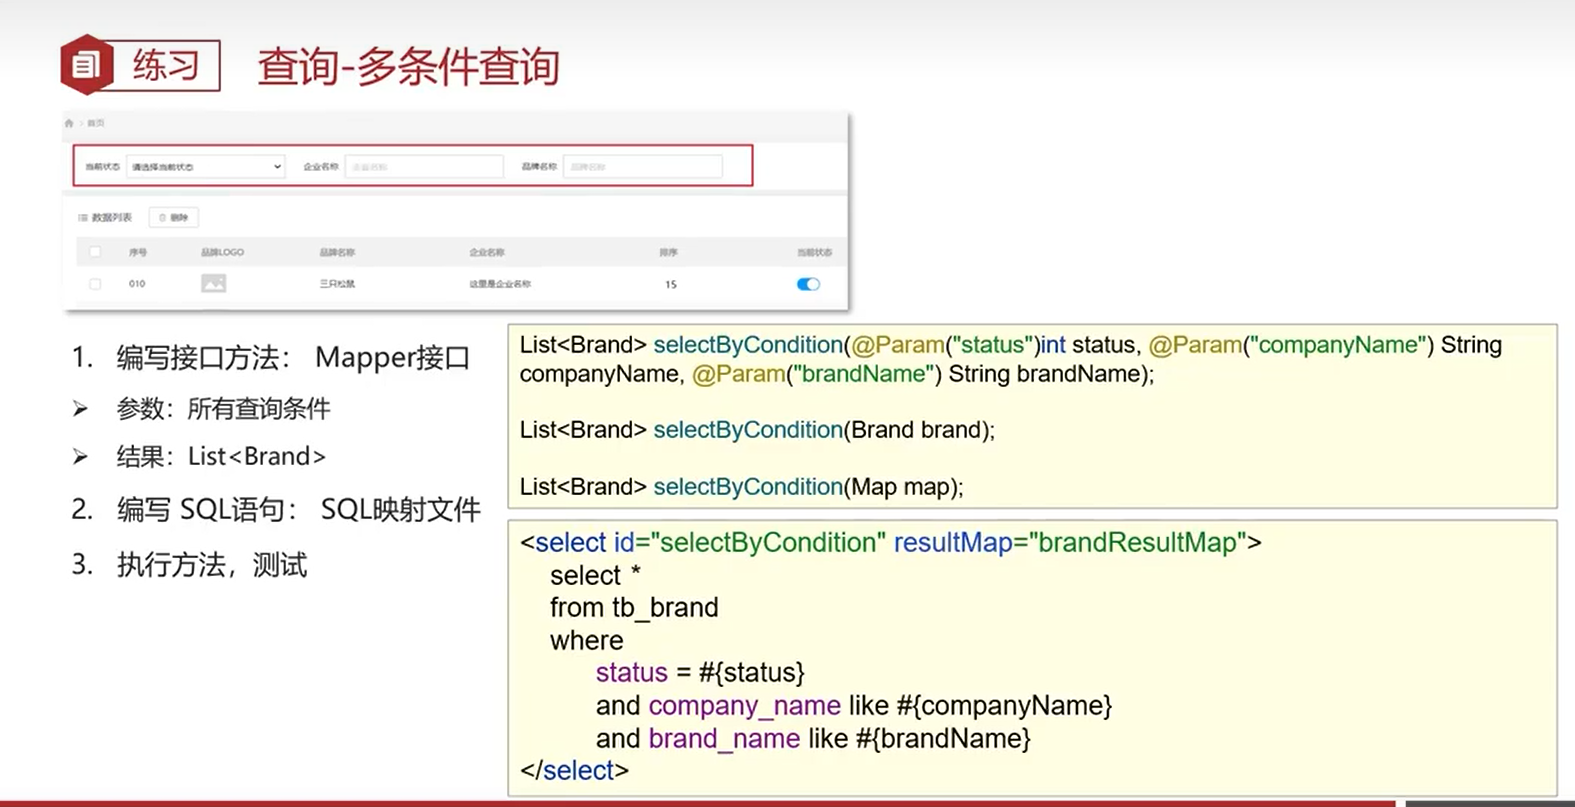 练习 查询-多条件查询
首页
当前状态 请选择当前状态 企业名称 企业名称 品牌名称 品牌名称
数据列表 删除
序号 品牌LOGO 品牌名称 企业名称 排序 当前状态
010 三只松鼠 这里是企业名称 15
1. 编写接口方法： Mapper接口
参数：所有查询条件
结果：List<Brand>
2. 编写 SQL语句： SQL映射文件
3. 执行方法，测试
List<Brand> selectByCondition(@Param("status")int status, @Param("companyName") String
companyName, @Param("brandName") String brandName);
List<Brand> selectByCondition(Brand brand);
List<Brand> selectByCondition(Map map);
<select id="selectByCondition" resultMap="brandResultMap">
select *
from tb_brand
where
status = #{status}
and company_name like #{companyName}
and brand_name like #{brandName}
</select>